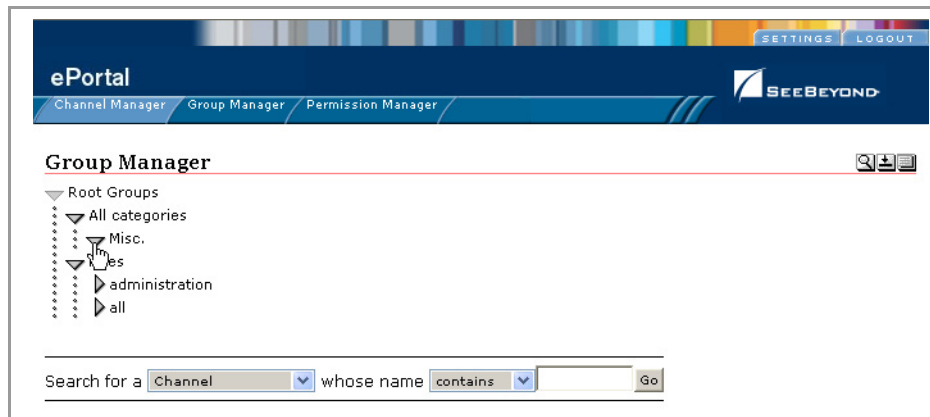 SETTINGS LOGOUT
ePortal
SEEBEYOND
Channel Manager Group Manager Permission Manager
Group Manager
Root Groups
All categories
Misc.
administration
all
Search for a Channel whose name contains Go